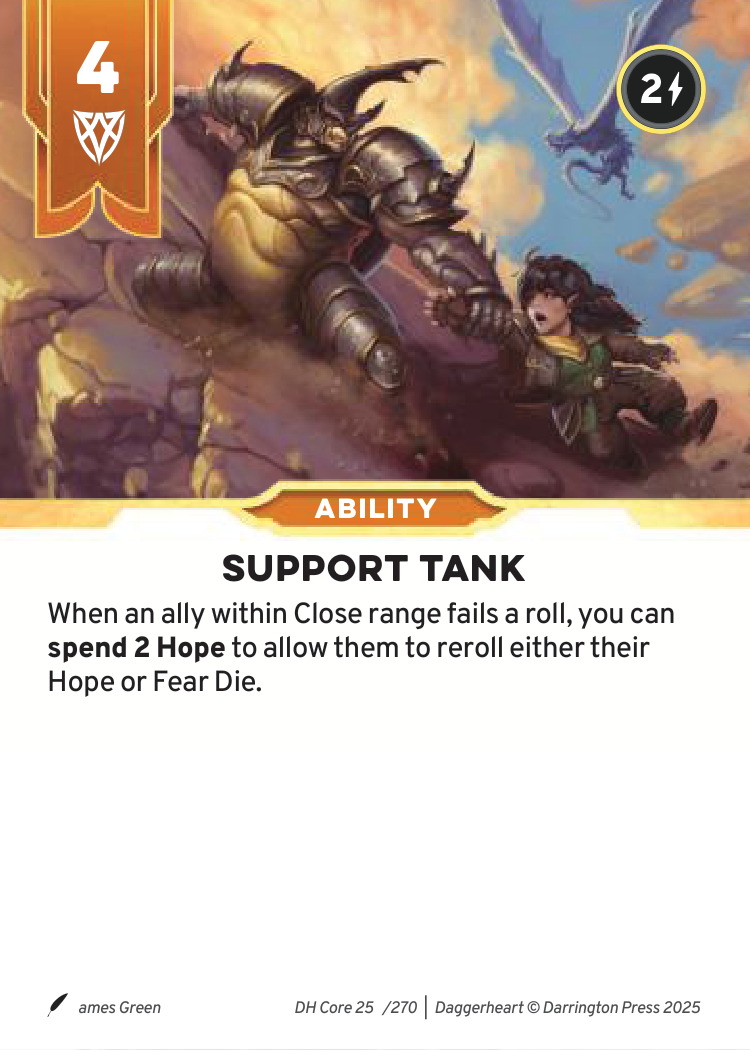 4
2
ABILITY
SUPPORT TANK
When an ally within Close range fails a roll, you can
spend 2 Hope to allow them to reroll either their
Hope or Fear Die.
ames Green
DH Core 25 /270 | Daggerheart © Darrington Press 2025